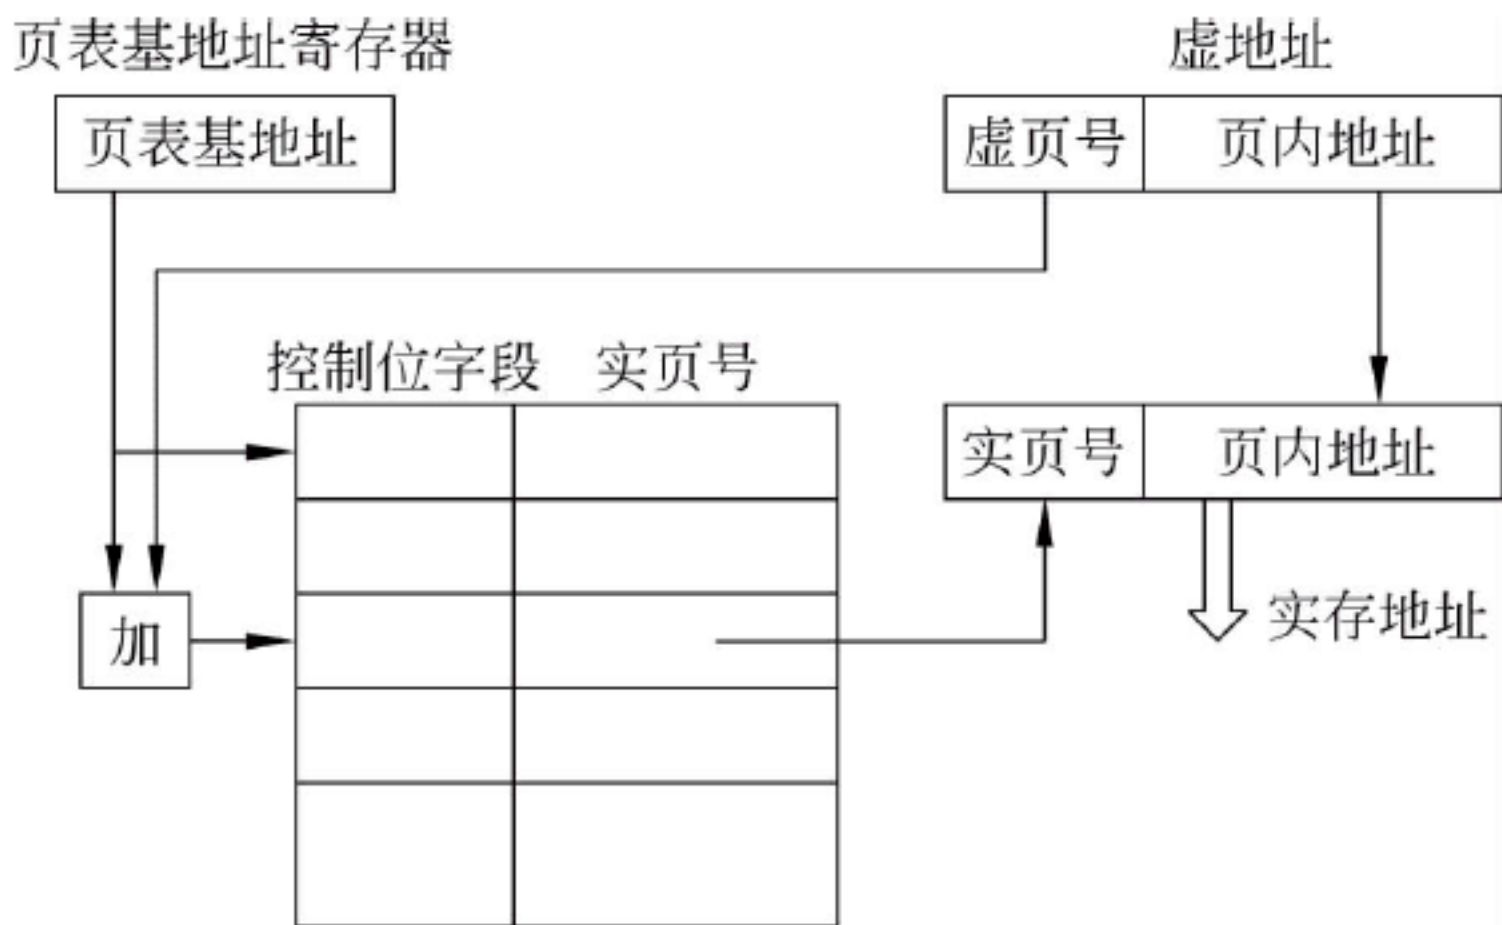 页表基地址寄存器
虚地址
页表基地址
虚页号
页内地址
控制位字段
实页号
实页号
页内地址
加
实存地址